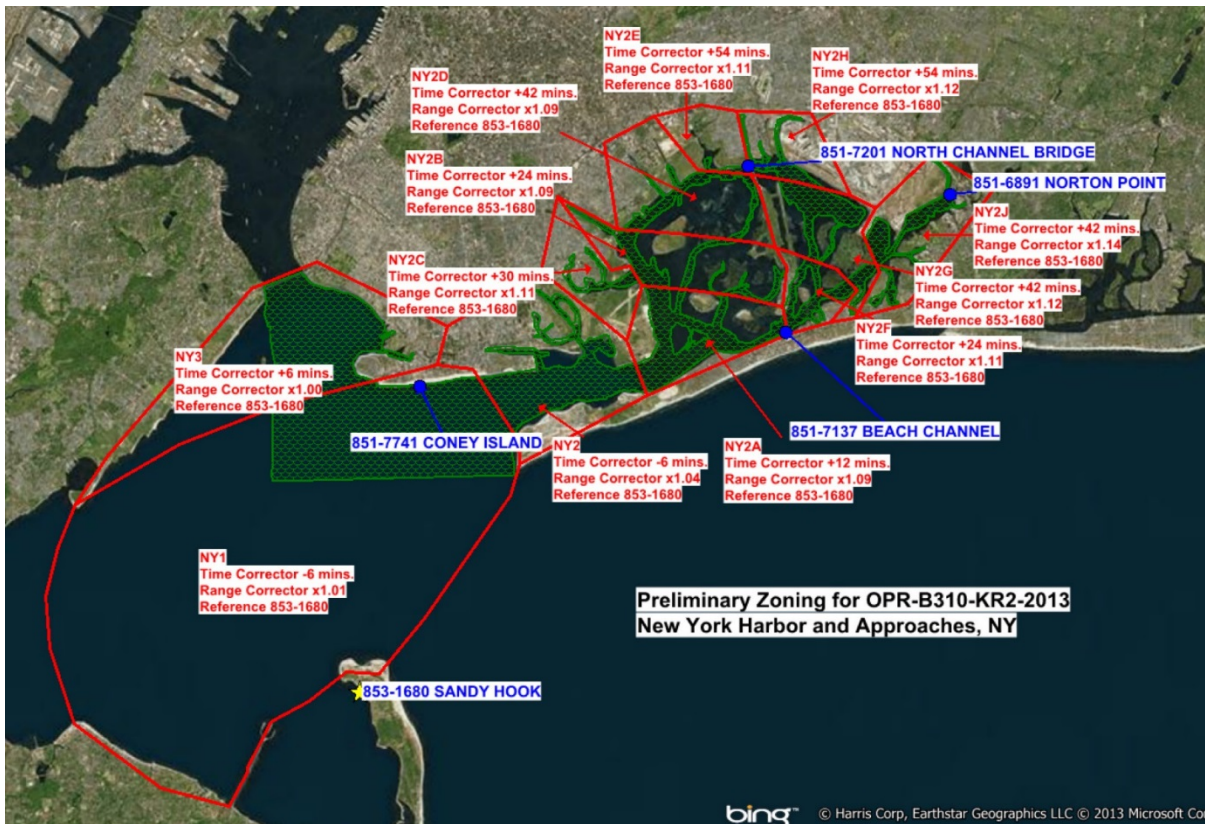 NY2E
Time Corrector +54 mins.
Range Corrector x1.11
Reference 853-1680
NY2H
Time Corrector +54 mins.
Range Corrector x1.12
Reference 853-1680
NY2D
Time Corrector +42 mins.
Range Corrector x1.09
Reference 853-1680
851-7201 NORTH CHANNEL BRIDGE
NY2B
Time Corrector +24 mins.
Range Corrector x1.09
Reference 853-1680
851-6891 NORTON POINT
NY2J
Time Corrector +42 mins.
Range Corrector x1.14
Reference 853-1680
NY2C
Time Corrector +30 mins.
Range Corrector x1.11
Reference 853-1680
NY2G
Time Corrector +42 mins.
Range Corrector x1.12
Reference 853-1680
NY2F
Time Corrector +24 mins.
Range Corrector x1.11
Reference 853-1680
NY3
Time Corrector +6 mins.
Range Corrector x1.00
Reference 853-1680
851-7741 CONEY ISLAND
851-7137 BEACH CHANNEL
NY2
Time Corrector -6 mins.
Range Corrector x1.04
Reference 853-1680
NY2A
Time Corrector +12 mins.
Range Corrector x1.09
Reference 853-1680
NY1
Time Corrector -6 mins.
Range Corrector x1.01
Reference 853-1680
Preliminary Zoning for OPR-B310-KR2-2013
New York Harbor and Approaches, NY
853-1680 SANDY HOOK
bing™ © Harris Corp, Earthstar Geographics LLC © 2013 Microsoft Co